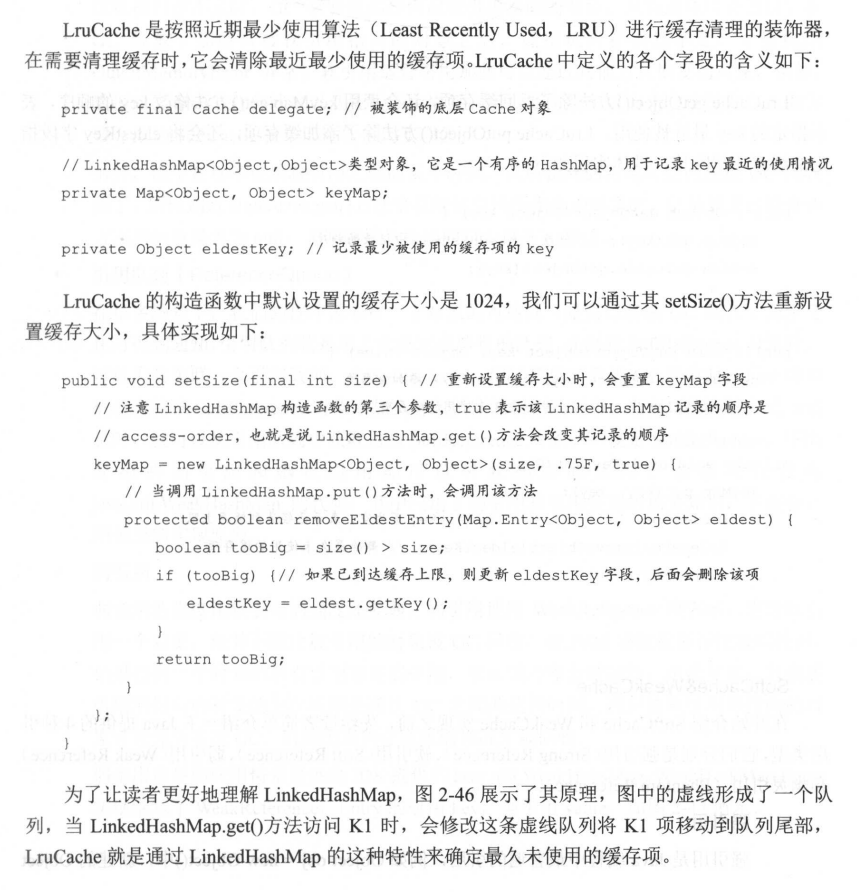 LruCache 是按照近期最少使用算法（Least Recently Used，LRU）进行缓存清理的装饰器，
在需要清理缓存时，它会清除最近最少使用的缓存项。LruCache 中定义的各个字段的含义如下：
private final Cache delegate; // 被装饰的底层 Cache 对象
// LinkedHashMap<Object,Object>类型对象，它是一个有序的 HashMap，用于记录 key 最近的使用情况
private Map<Object, Object> keyMap;
private Object eldestKey; // 记录最少被使用的缓存项的 key
LruCache 的构造函数中默认设置的缓存大小是 1024，我们可以通过其 setSize()方法重新设
置缓存大小，具体实现如下：
public void setSize(final int size) { // 重新设置缓存大小时，会重置 keyMap 字段
// 注意 LinkedHashMap 构造函数的第三个参数，true 表示该 LinkedHashMap 记录的顺序是
// access-order，也就是说 LinkedHashMap.get()方法会改变其记录的顺序
keyMap = new LinkedHashMap<Object, Object>(size, .75F, true) {
// 当调用 LinkedHashMap.put()方法时，会调用该方法
protected boolean removeEldestEntry(Map.Entry<Object, Object> eldest) {
boolean tooBig = size() > size;
if (tooBig) {// 如果已到达缓存上限，则更新 eldestKey 字段，后面会删除该项
eldestKey = eldest.getKey();
}
return tooBig;
}
};
}
为了让读者更好地理解 LinkedHashMap，图 2-46 展示了其原理，图中的虚线形成了一个队
列，当 LinkedHashMap.get()方法访问 K1 时，会修改这条虚线队列将 K1 项移动到队列尾部，
LruCache 就是通过 LinkedHashMap 的这种特性来确定最久未使用的缓存项。